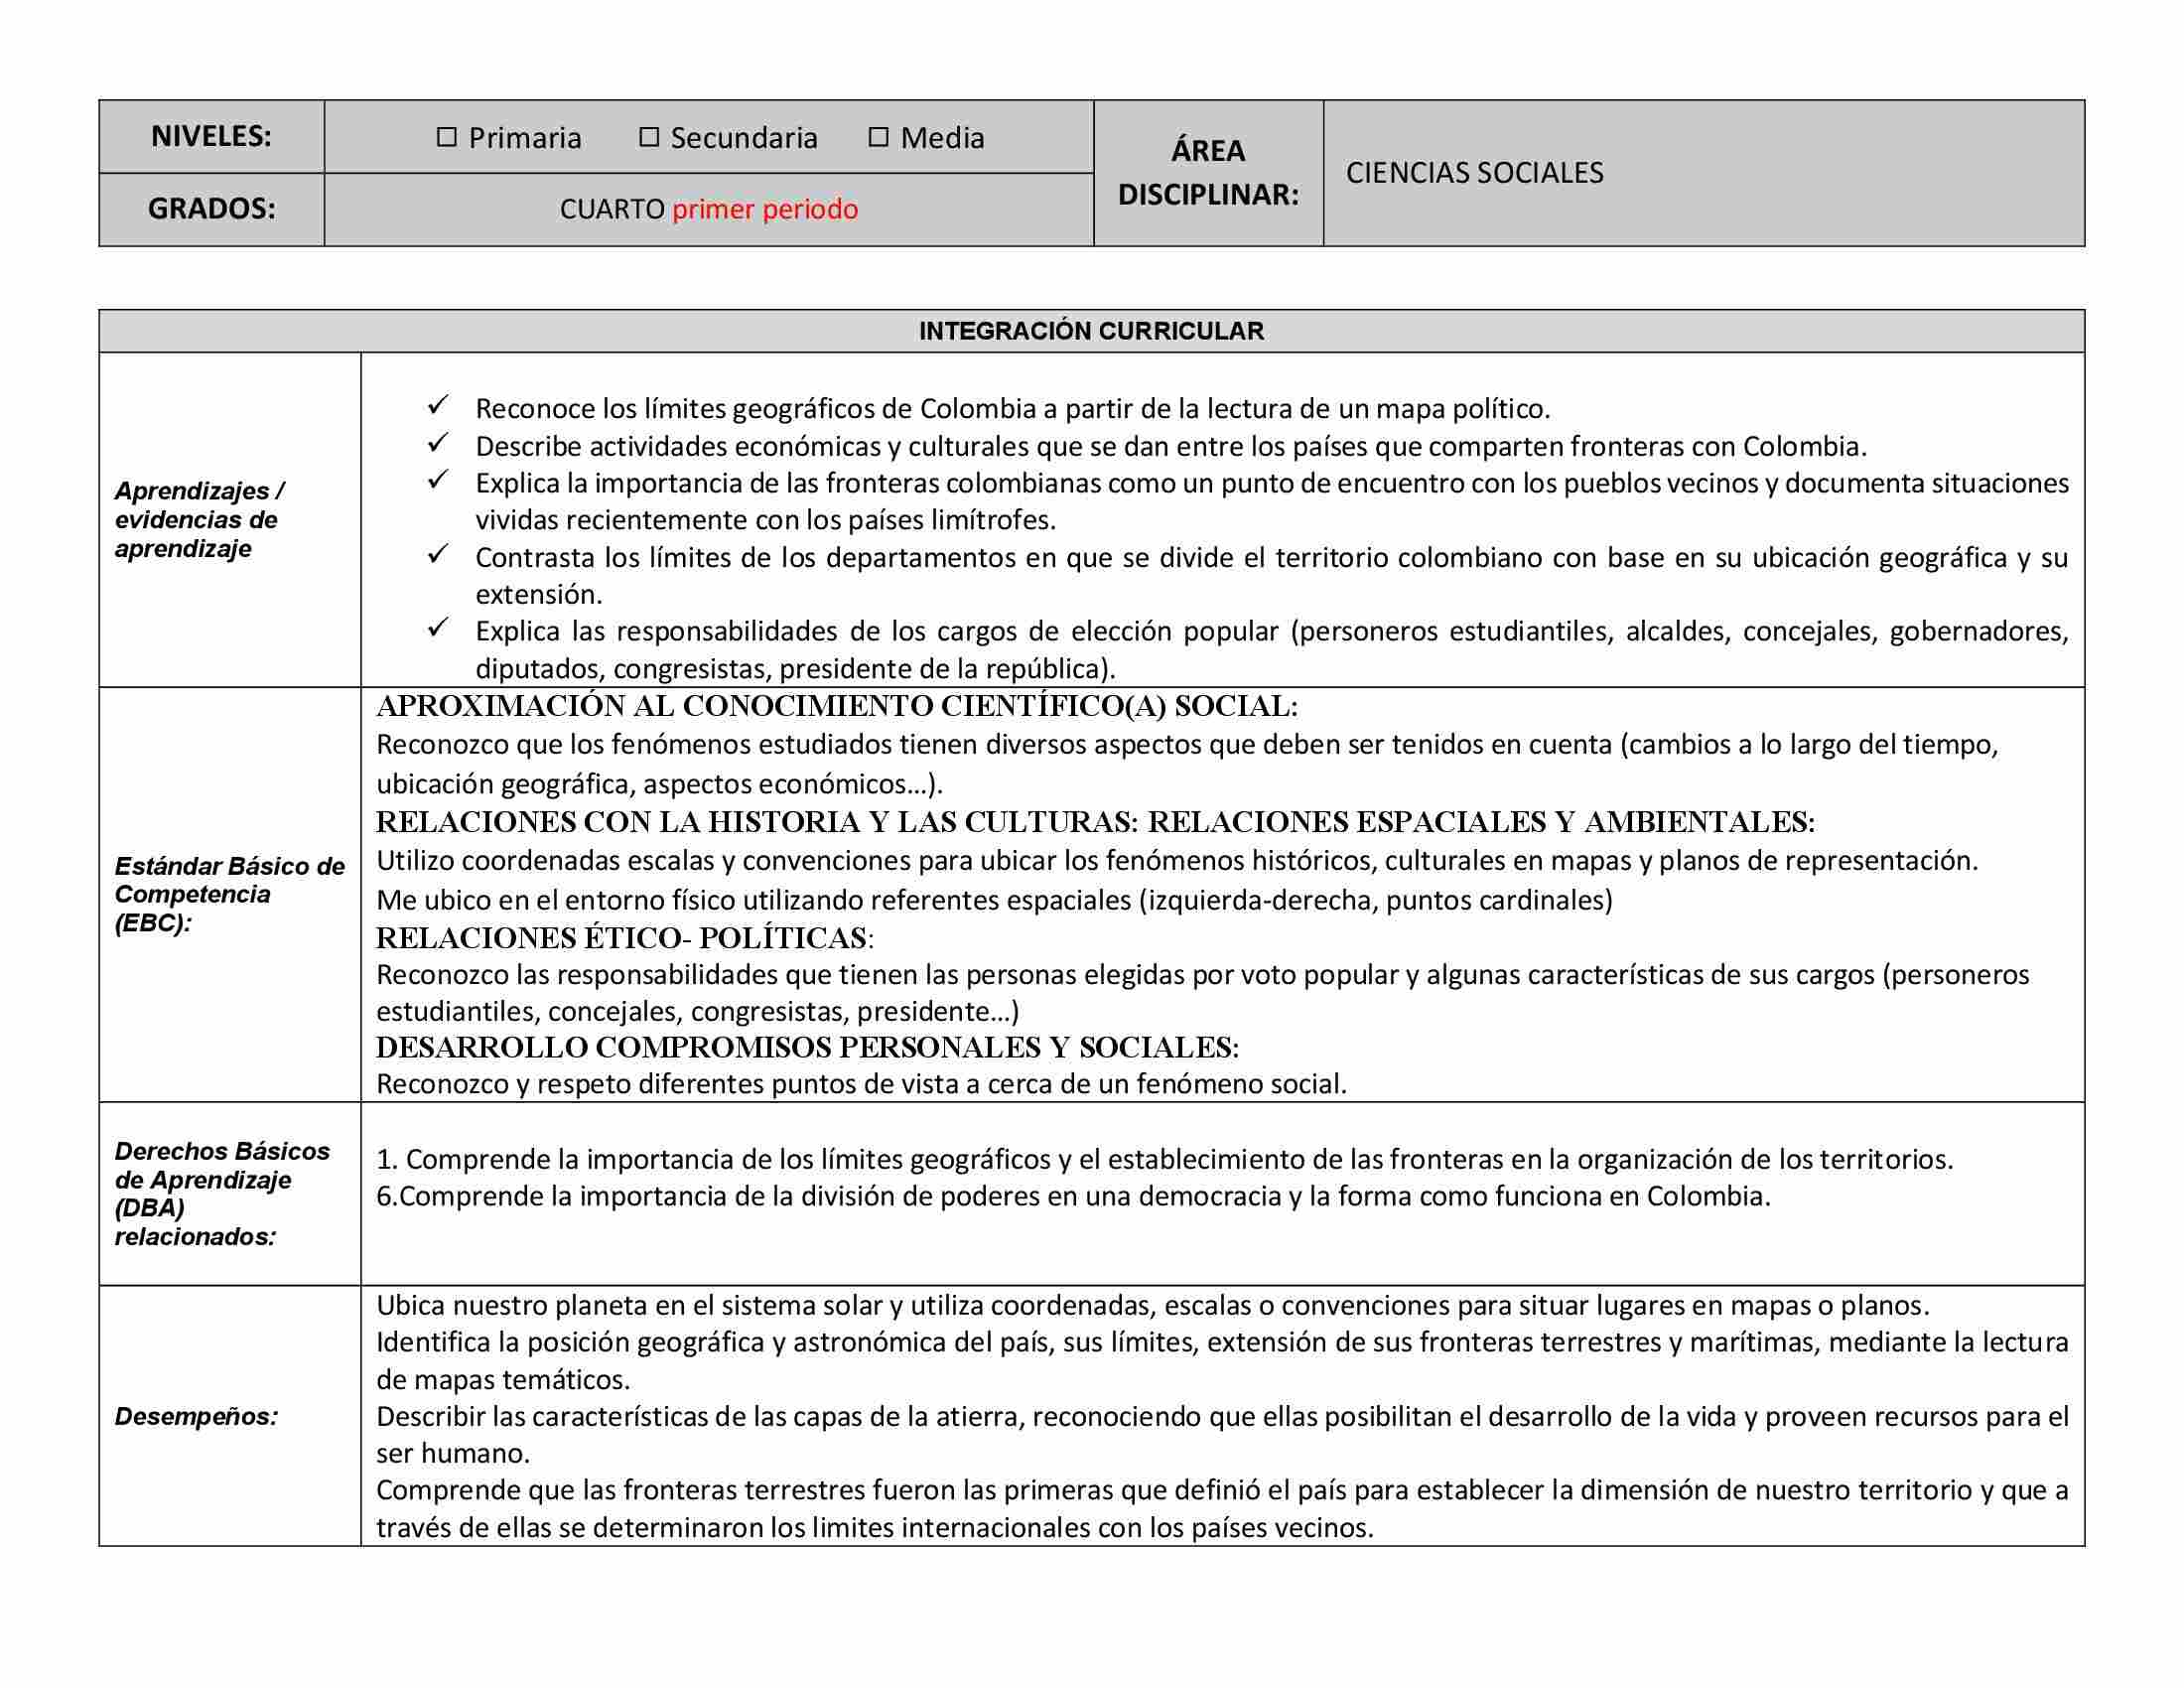 NIVELES:
☐ Primaria ☐ Secundaria ☐ Media
ÁREA
DISCIPLINAR:
CIENCIAS SOCIALES
GRADOS:
CUARTO primer periodo
INTEGRACIÓN CURRICULAR
Aprendizajes /
evidencias de
aprendizaje
✓ Reconoce los límites geográficos de Colombia a partir de la lectura de un mapa político.
✓ Describe actividades económicas y culturales que se dan entre los países que comparten fronteras con Colombia.
✓ Explica la importancia de las fronteras colombianas como un punto de encuentro con los pueblos vecinos y documenta situaciones
vividas recientemente con los países limítrofes.
✓ Contrasta los límites de los departamentos en que se divide el territorio colombiano con base en su ubicación geográfica y su
extensión.
✓ Explica las responsabilidades de los cargos de elección popular (personeros estudiantiles, alcaldes, concejales, gobernadores,
diputados, congresistas, presidente de la república).
Estándar Básico de
Competencia
(EBC):
APROXIMACIÓN AL CONOCIMIENTO CIENTÍFICO(A) SOCIAL:
Reconozco que los fenómenos estudiados tienen diversos aspectos que deben ser tenidos en cuenta (cambios a lo largo del tiempo,
ubicación geográfica, aspectos económicos...).
RELACIONES CON LA HISTORIA Y LAS CULTURAS: RELACIONES ESPACIALES Y AMBIENTALES:
Utilizo coordenadas escalas y convenciones para ubicar los fenómenos históricos, culturales en mapas y planos de representación.
Me ubico en el entorno físico utilizando referentes espaciales (izquierda-derecha, puntos cardinales)
RELACIONES ÉTICO- POLÍTICAS:
Reconozco las responsabilidades que tienen las personas elegidas por voto popular y algunas características de sus cargos (personeros
estudiantiles, concejales, congresistas, presidente...)
DESARROLLO COMPROMISOS PERSONALES Y SOCIALES:
Reconozco y respeto diferentes puntos de vista a cerca de un fenómeno social.
Derechos Básicos
de Aprendizaje
(DBA)
relacionados:
1. Comprende la importancia de los límites geográficos y el establecimiento de las fronteras en la organización de los territorios.
6.Comprende la importancia de la división de poderes en una democracia y la forma como funciona en Colombia.
Desempeños:
Ubica nuestro planeta en el sistema solar y utiliza coordenadas, escalas o convenciones para situar lugares en mapas o planos.
Identifica la posición geográfica y astronómica del país, sus límites, extensión de sus fronteras terrestres y marítimas, mediante la lectura
de mapas temáticos.
Describir las características de las capas de la atierra, reconociendo que ellas posibilitan el desarrollo de la vida y proveen recursos para el
ser humano.
Comprende que las fronteras terrestres fueron las primeras que definió el país para establecer la dimensión de nuestro territorio y que a
través de ellas se determinaron los limites internacionales con los países vecinos.